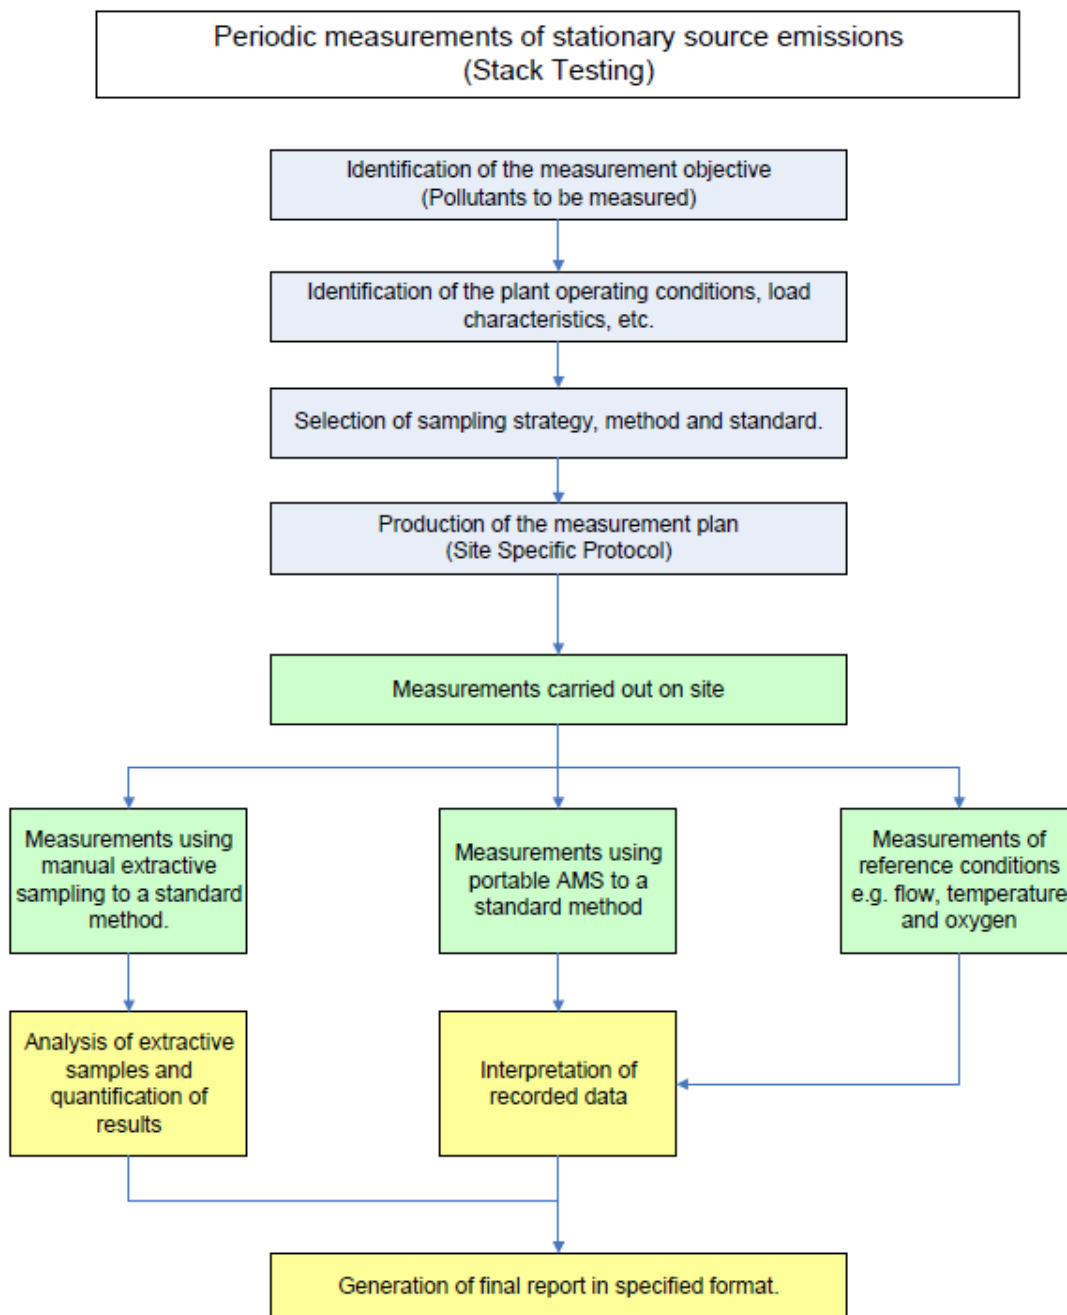 Periodic measurements of stationary source emissions
(Stack Testing)
Identification of the measurement objective
(Pollutants to be measured)
Identification of the plant operating conditions, load
characteristics, etc.
Selection of sampling strategy, method and standard.
Production of the measurement plan
(Site Specific Protocol)
Measurements carried out on site
Measurements using
manual extractive
sampling to a standard
method.
Measurements using
portable AMS to a
standard method
Measurements of
reference conditions
e.g. flow, temperature
and oxygen
Analysis of extractive
samples and
quantification of
results
Interpretation of
recorded data
Generation of final report in specified format.